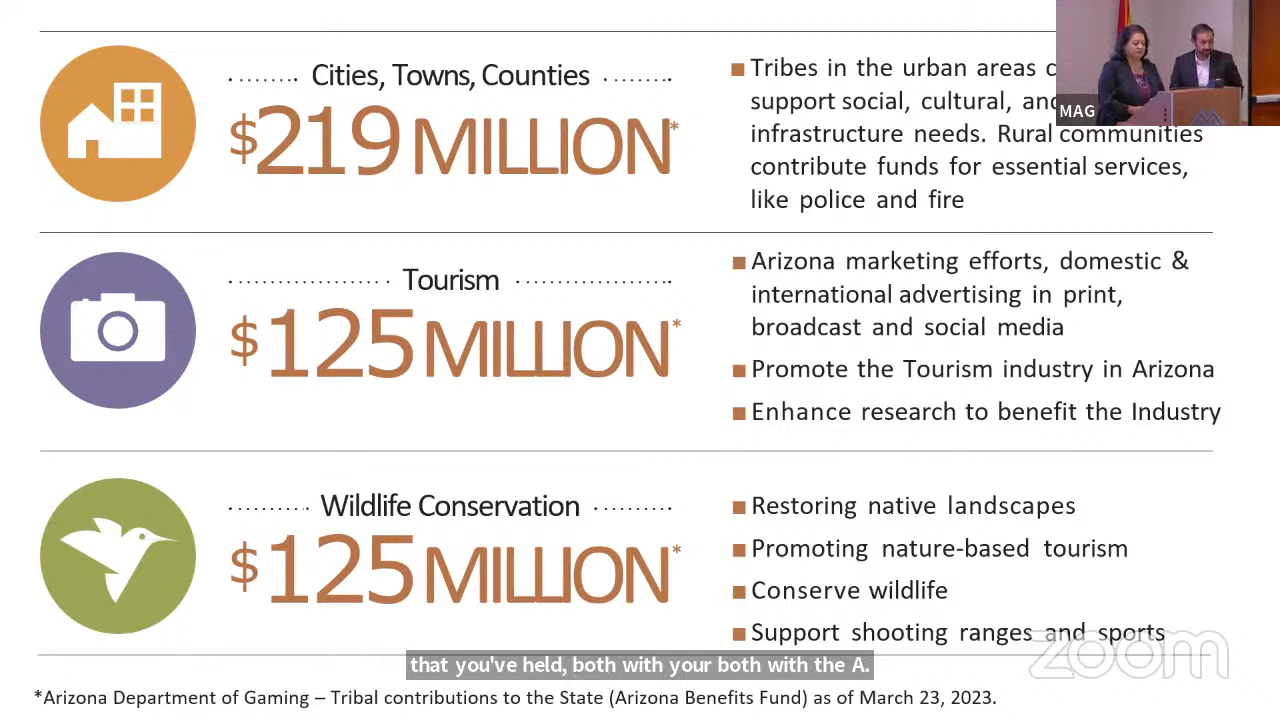 Cities, Towns, Counties
$219 MILLION*
Tribes in the urban areas
support social, cultural,
infrastructure needs. Rural communities
contribute funds for essential services,
like police and fire
MAG
Tourism
$125 MILLION*
Arizona marketing efforts, domestic &
international advertising in print,
broadcast and social media
Promote the Tourism industry in Arizona
Enhance research to benefit the Industry
Wildlife Conservation
$125 MILLION*
Restoring native landscapes
Promoting nature-based tourism
Conserve wildlife
Support shooting ranges and sports
zoom
that you've held, both with your both with the A.
*Arizona Department of Gaming – Tribal contributions to the State (Arizona Benefits Fund) as of March 23, 2023.